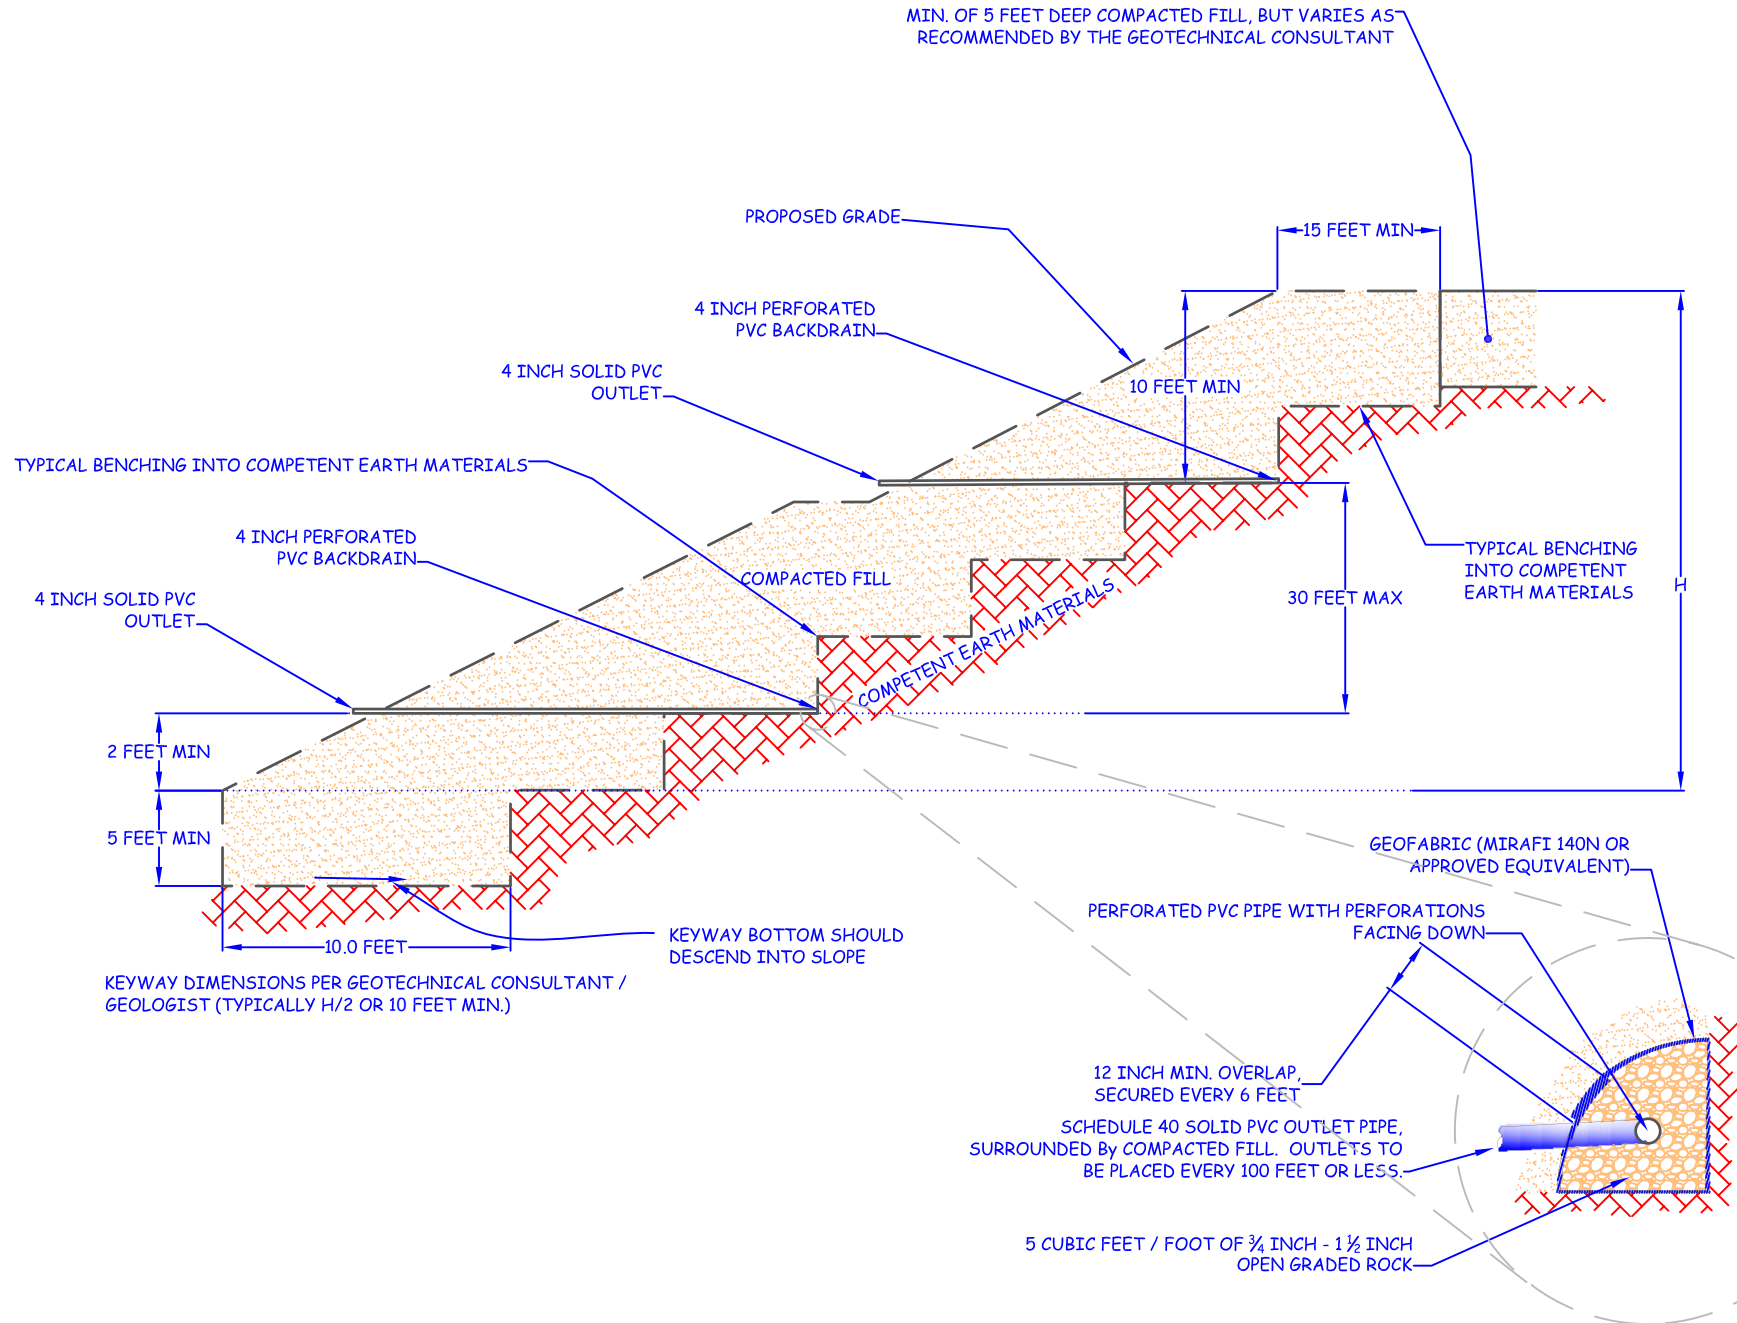 MIN. OF 5 FEET DEEP COMPACTED FILL, BUT VARIES AS
RECOMMENDED BY THE GEOTECHNICAL CONSULTANT
PROPOSED GRADE
15 FEET MIN
4 INCH PERFORATED
PVC BACKDRAIN
4 INCH SOLID PVC
OUTLET
10 FEET MIN
TYPICAL BENCHING INTO COMPETENT EARTH MATERIALS
4 INCH PERFORATED
PVC BACKDRAIN
COMPACTED FILL
4 INCH SOLID PVC
OUTLET
COMPETENT EARTH MATERIALS
TYPICAL BENCHING
INTO COMPETENT
EARTH MATERIALS
30 FEET MAX
H
2 FEET MIN
5 FEET MIN
10.0 FEET
KEYWAY BOTTOM SHOULD
DESCEND INTO SLOPE
KEYWAY DIMENSIONS PER GEOTECHNICAL CONSULTANT /
GEOLOGIST (TYPICALLY H/2 OR 10 FEET MIN.)
GEOFABRIC (MIRAFI 140N OR
APPROVED EQUIVALENT)
PERFORATED PVC PIPE WITH PERFORATIONS
FACING DOWN
12 INCH MIN. OVERLAP,
SECURED EVERY 6 FEET
SCHEDULE 40 SOLID PVC OUTLET PIPE,
SURROUNDED By COMPACTED FILL. OUTLETS TO
BE PLACED EVERY 100 FEET OR LESS.
5 CUBIC FEET / FOOT OF ¾ INCH - 1 ½ INCH
OPEN GRADED ROCK